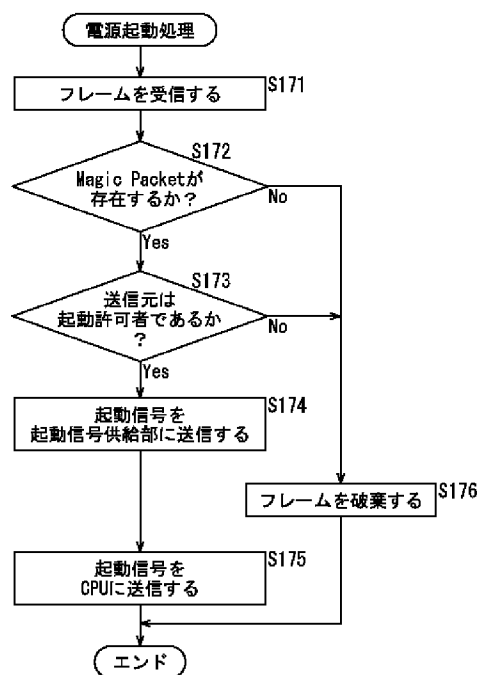 電源起動処理
フレームを受信する
S171
S172
Magic Packetが
存在するか？
No
Yes
S173
送信元は
起動許可者であるか
？
No
Yes
起動信号を
起動信号供給部に送信する
S174
フレームを破棄する
S176
起動信号を
CPUに送信する
S175
エンド